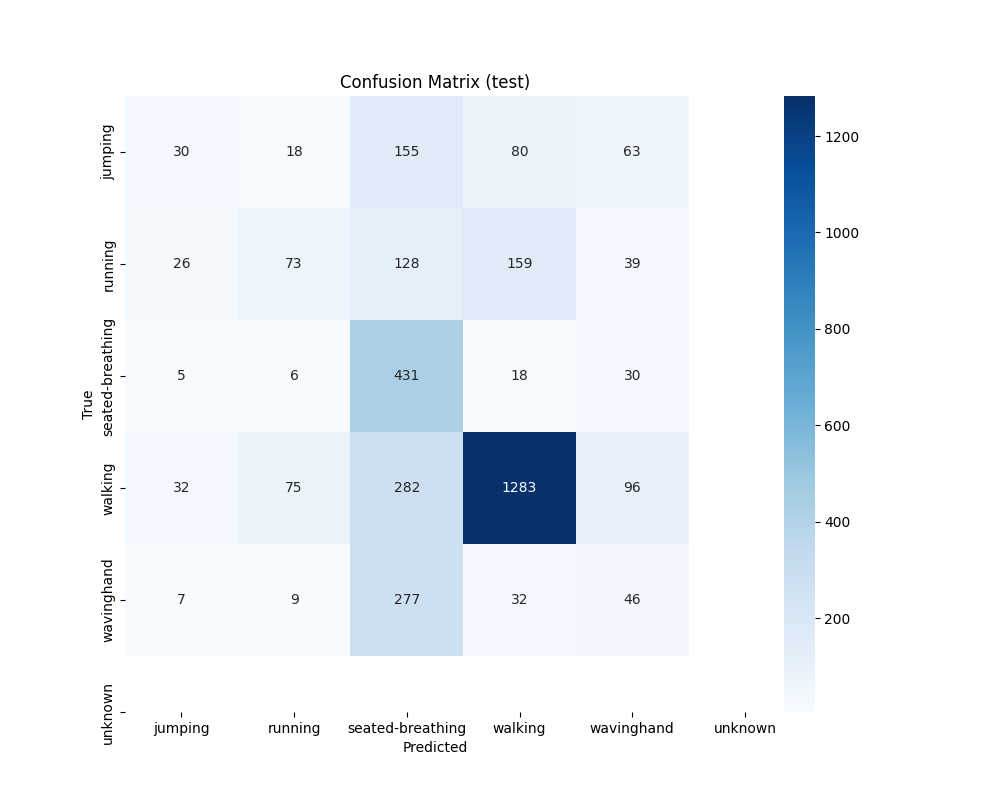 Confusion Matrix (test)
jumping 30 18 155 80 63
running 26 73 128 159 39
seated-breathing 5 6 431 18 30
walking 32 75 282 1283 96
wavinghand 7 9 277 32 46
unknown
True
jumping running seated-breathing walking wavinghand unknown
Predicted
1200
1000
800
600
400
200